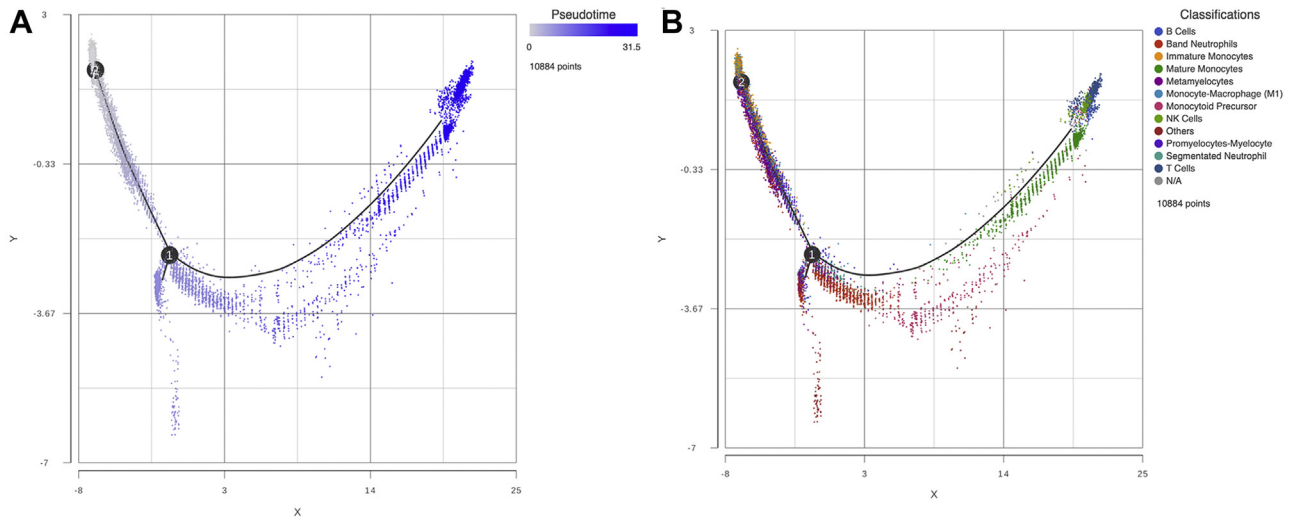 A
3
-0.33
-3.67
-7
Y
-8
3
14
25
X
2
1
Pseudotime
0
31.5
10884 points
B
3
-0.33
-3.67
-7
Y
-8
3
14
25
X
2
1
Classifications
B Cells
Band Neutrophils
Immature Monocytes
Mature Monocytes
Metamyelocytes
Monocyte-Macrophage (M1)
Monocytoid Precursor
NK Cells
Others
Promyelocytes-Myelocyte
Segmentated Neutrophil
T Cells
N/A
10884 points